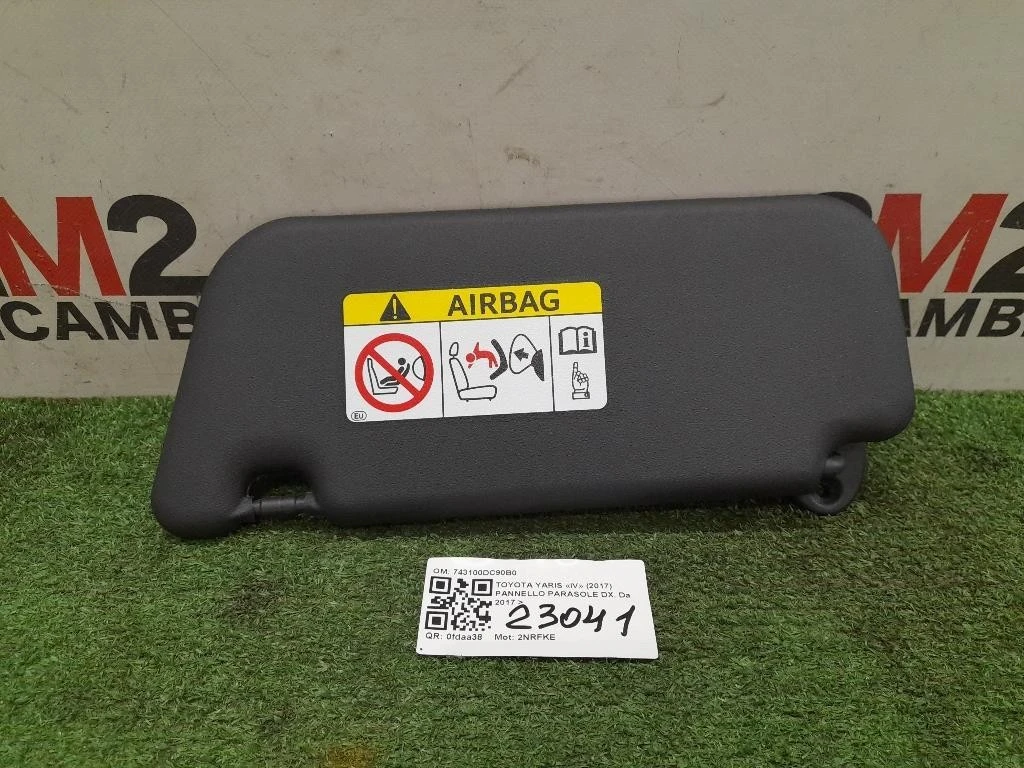 M2
ICAMB
M2
AMB
AIRBAG
EU
OM: 743100DC90B0
TOYOTA YARIS «IV» (2017)
PANNELLO PARASOLE DX. Da
2017 >
23041
QR: 0fdaa38 Mot: 2NRFKE